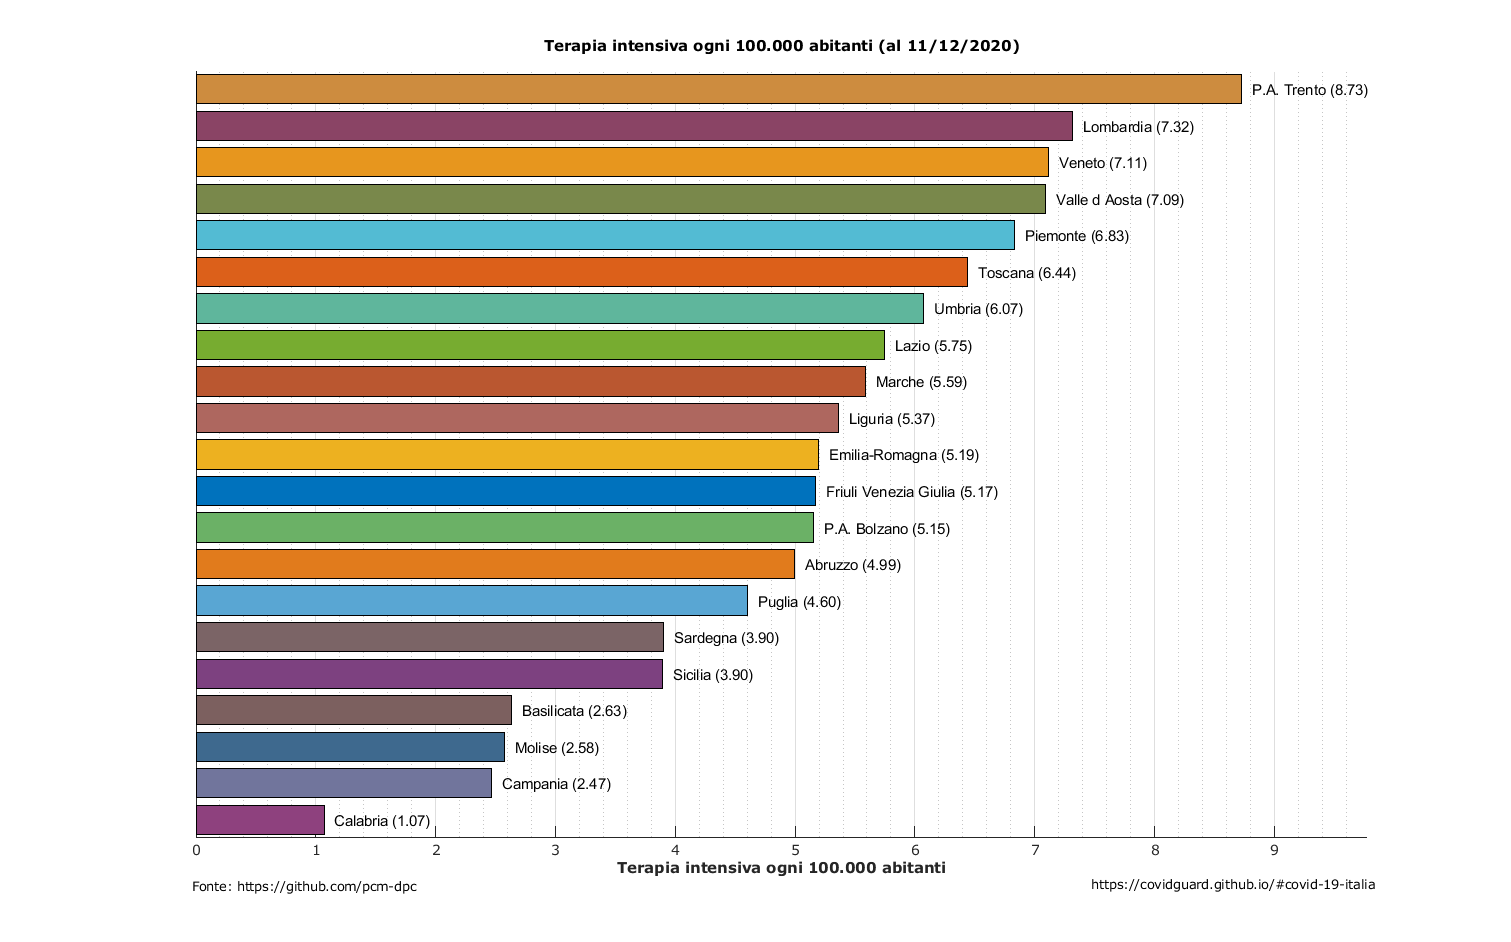 Terapia intensiva ogni 100.000 abitanti (al 11/12/2020)
P.A. Trento (8.73)
Lombardia (7.32)
Veneto (7.11)
Valle d Aosta (7.09)
Piemonte (6.83)
Toscana (6.44)
Umbria (6.07)
Lazio (5.75)
Marche (5.59)
Liguria (5.37)
Emilia-Romagna (5.19)
Friuli Venezia Giulia (5.17)
P.A. Bolzano (5.15)
Abruzzo (4.99)
Puglia (4.60)
Sardegna (3.90)
Sicilia (3.90)
Basilicata (2.63)
Molise (2.58)
Campania (2.47)
Calabria (1.07)
0 1 2 3 4 5 6 7 8 9
Terapia intensiva ogni 100.000 abitanti
Fonte: https://github.com/pcm-dpc
https://covidguard.github.io/#covid-19-italia